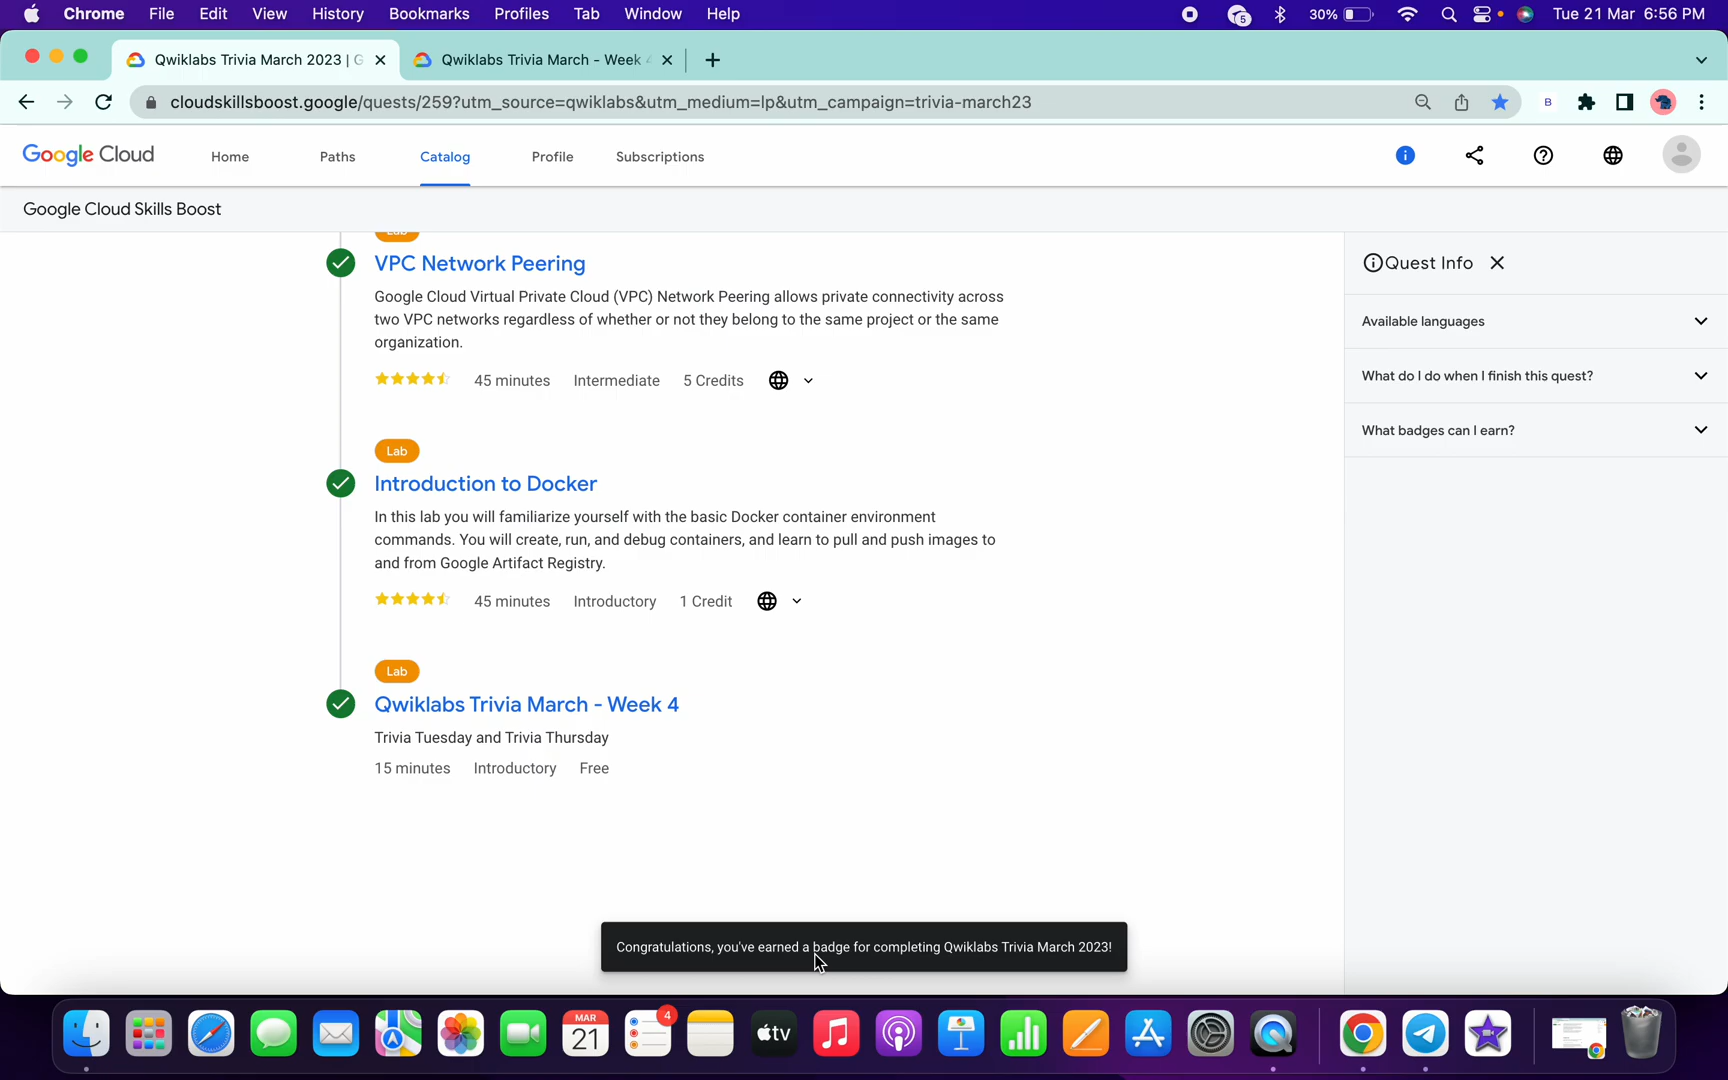 Chrome File Edit View History Bookmarks Profiles Tab Window Help 5 30% Tue 21 Mar 6:56 PM
Qwiklabs Trivia March 2023 | G Qwiklabs Trivia March - Week 4
cloudskillsboost.google/quests/259?utm_source=qwiklabs&utm_medium=lp&utm_campaign=trivia-march23 B
Google Cloud Home Paths Catalog Profile Subscriptions
Google Cloud Skills Boost
Lab
VPC Network Peering
Google Cloud Virtual Private Cloud (VPC) Network Peering allows private connectivity across
two VPC networks regardless of whether or not they belong to the same project or the same
organization.
45 minutes Intermediate 5 Credits
Lab
Introduction to Docker
In this lab you will familiarize yourself with the basic Docker container environment
commands. You will create, run, and debug containers, and learn to pull and push images to
and from Google Artifact Registry.
45 minutes Introductory 1 Credit
Lab
Qwiklabs Trivia March - Week 4
Trivia Tuesday and Trivia Thursday
15 minutes Introductory Free
Quest Info
Available languages
What do I do when I finish this quest?
What badges can I earn?
Congratulations, you've earned a badge for completing Qwiklabs Trivia March 2023!
MAR
21
4
tv